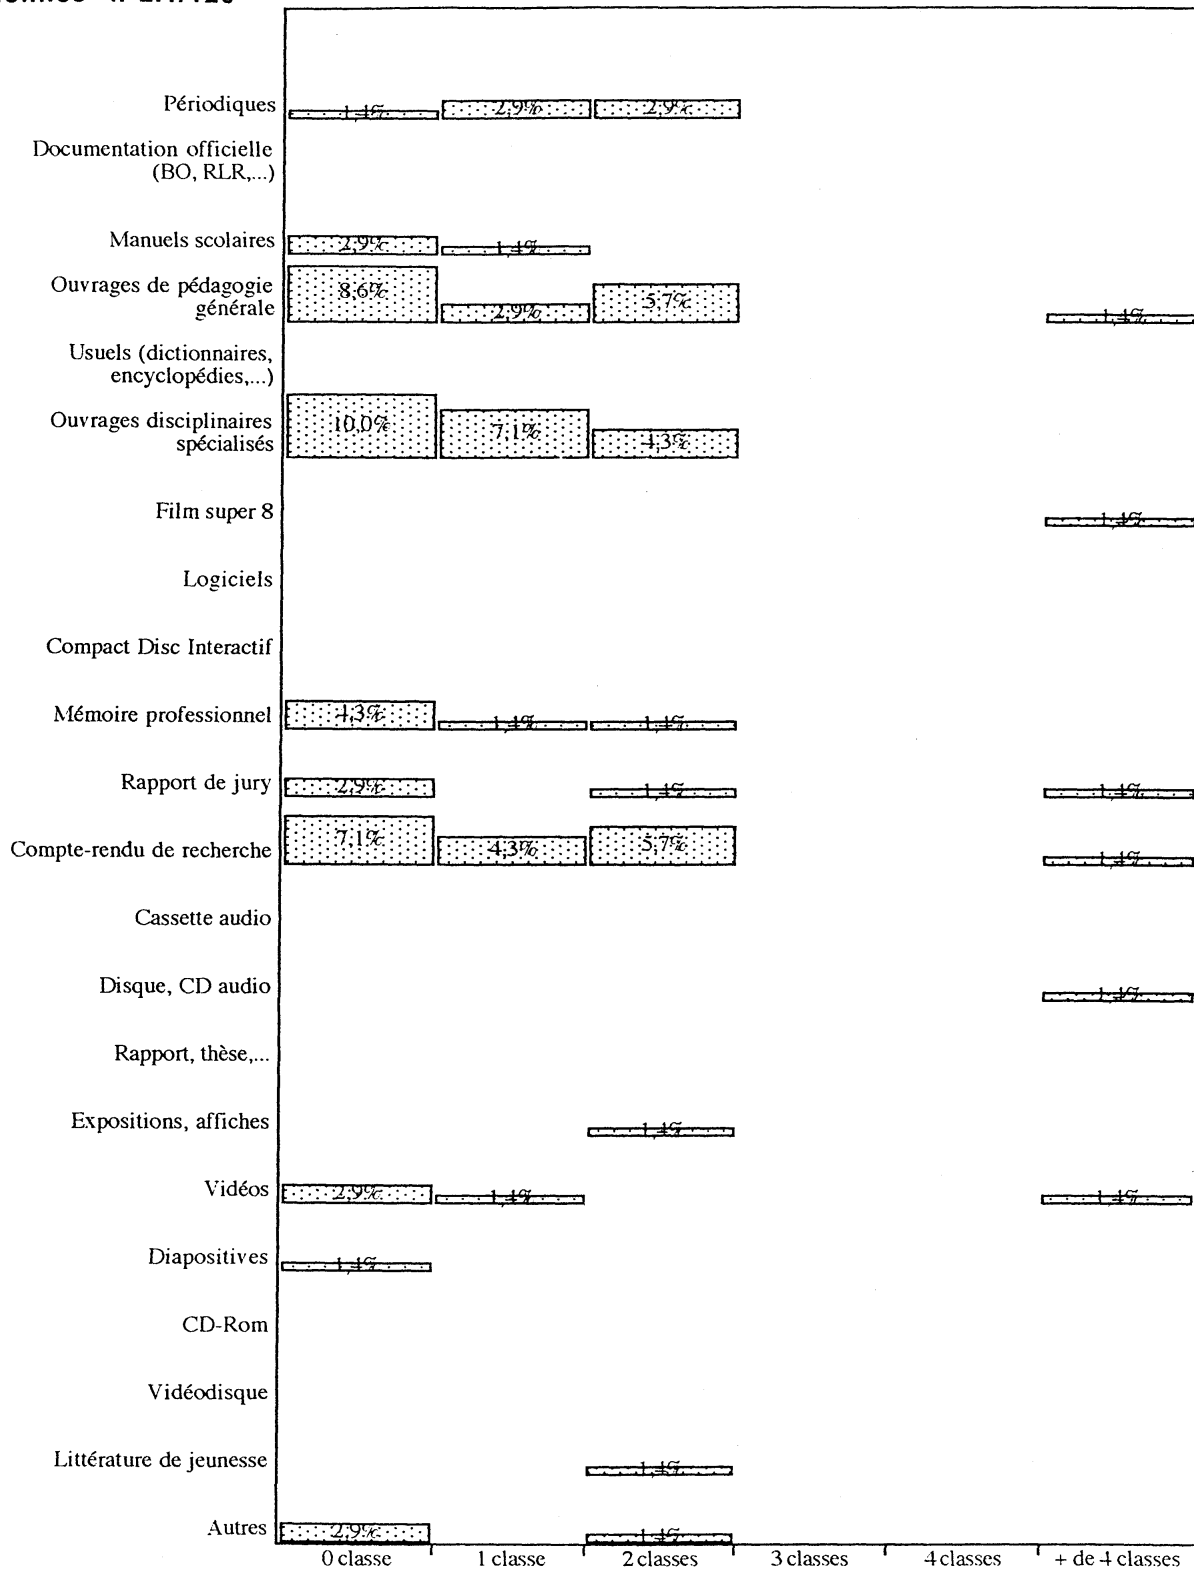 Périodiques 1,4% 2,9% 2,9%
Documentation officielle
(BO, RLR,...)
Manuels scolaires 2,9% 1,4%
Ouvrages de pédagogie
générale
8,6% 2,9% 5,7% 1,4%
Usuels (dictionnaires,
encyclopédies,...)
Ouvrages disciplinaires
spécialisés
10,0% 7,1% 4,3%
Film super 8 1,4%
Logiciels
Compact Disc Interactif
Mémoire professionnel 4,3% 1,4% 1,4%
Rapport de jury 2,9% 1,4% 1,4%
Compte-rendu de recherche 7,1% 4,3% 5,7% 1,4%
Cassette audio
Disque, CD audio 1,4%
Rapport, thèse,...
Expositions, affiches 1,4%
Vidéos 2,9% 1,4% 1,4%
Diapositives 1,4%
CD-Rom
Vidéodisque
Littérature de jeunesse 1,4%
Autres 2,9% 1,4%
0 classe 1 classe 2 classes 3 classes 4 classes + de 4 classes